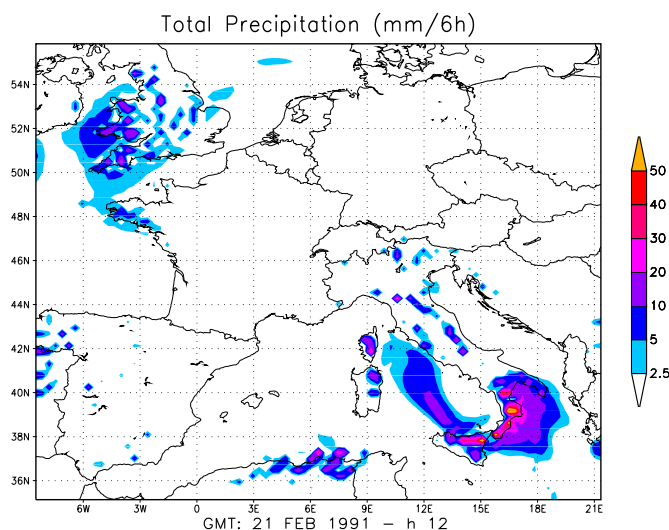 Total Precipitation (mm/6h)
54N
52N
50N
48N
46N
44N
42N
40N
38N
36N
6W 3W 0 3E 6E 9E 12E 15E 18E 21E
50
40
30
20
10
5
2.5
GMT: 21 FEB 1991 − h 12